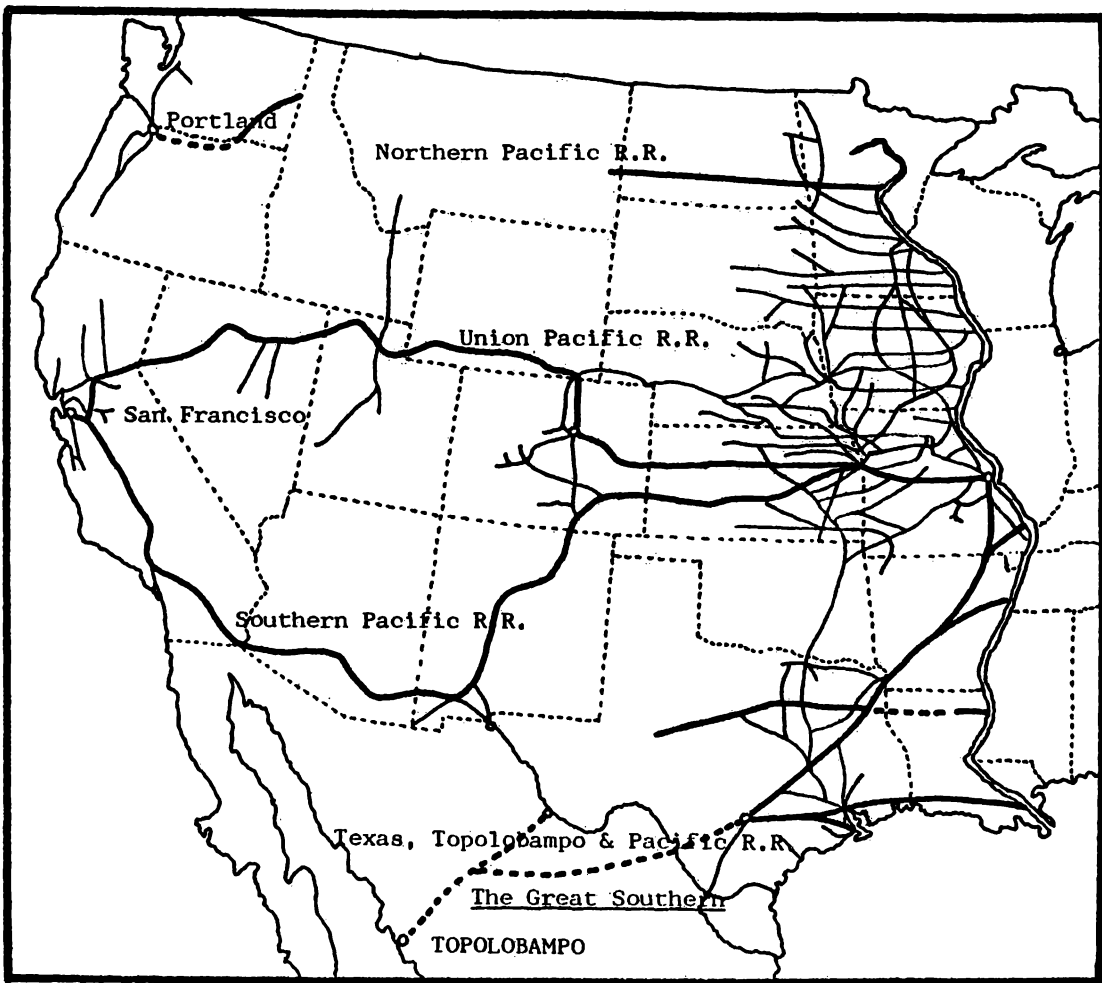 Portland
Northern Pacific R.R.
Union Pacific R.R.
San Francisco
Southern Pacific R.R.
Texas, Topolobampo & Pacific R.R.
The Great Southern
TOPOLOBAMPO